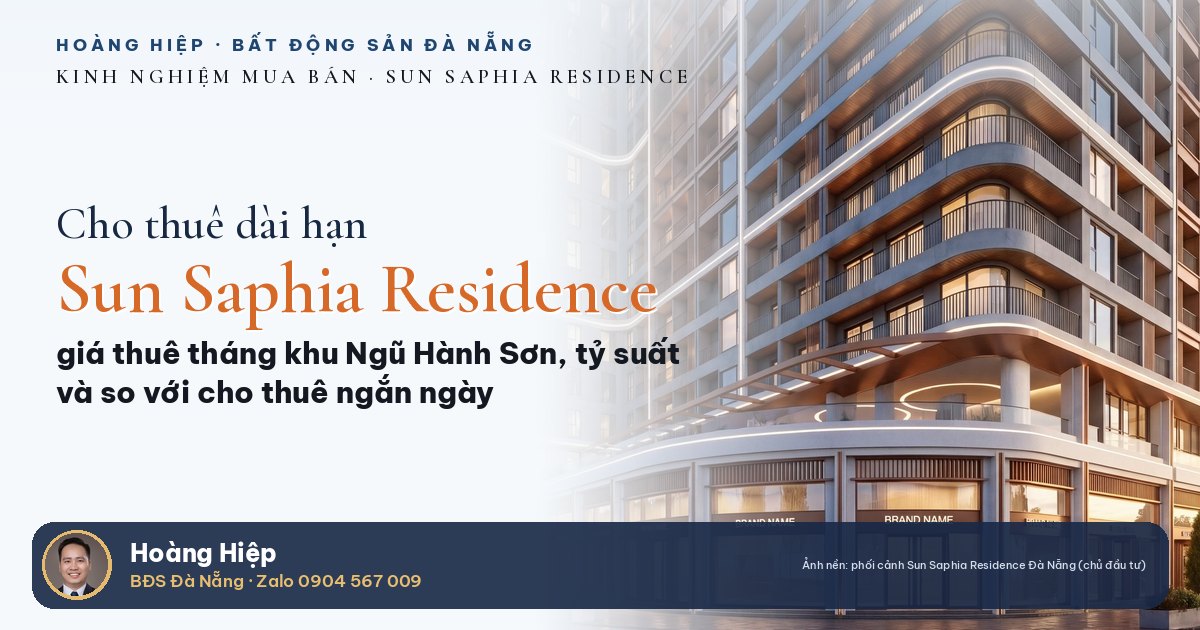 HOÀNG HIỆP · BẤT ĐỘNG SẢN ĐÀ NẴNG
KINH NGHIỆM MUA BÁN · SUN SAPHIA RESIDENCE
Cho thuê dài hạn
Sun Saphia Residence
giá thuê tháng khu Ngũ Hành Sơn, tỷ suất
và so với cho thuê ngắn ngày
BRAND NAME
BRAND NAME
Hoàng Hiệp
BĐS Đà Nẵng · Zalo 0904 567 009
Ảnh nền: phối cảnh Sun Saphia Residence Đà Nẵng (chủ đầu tư)